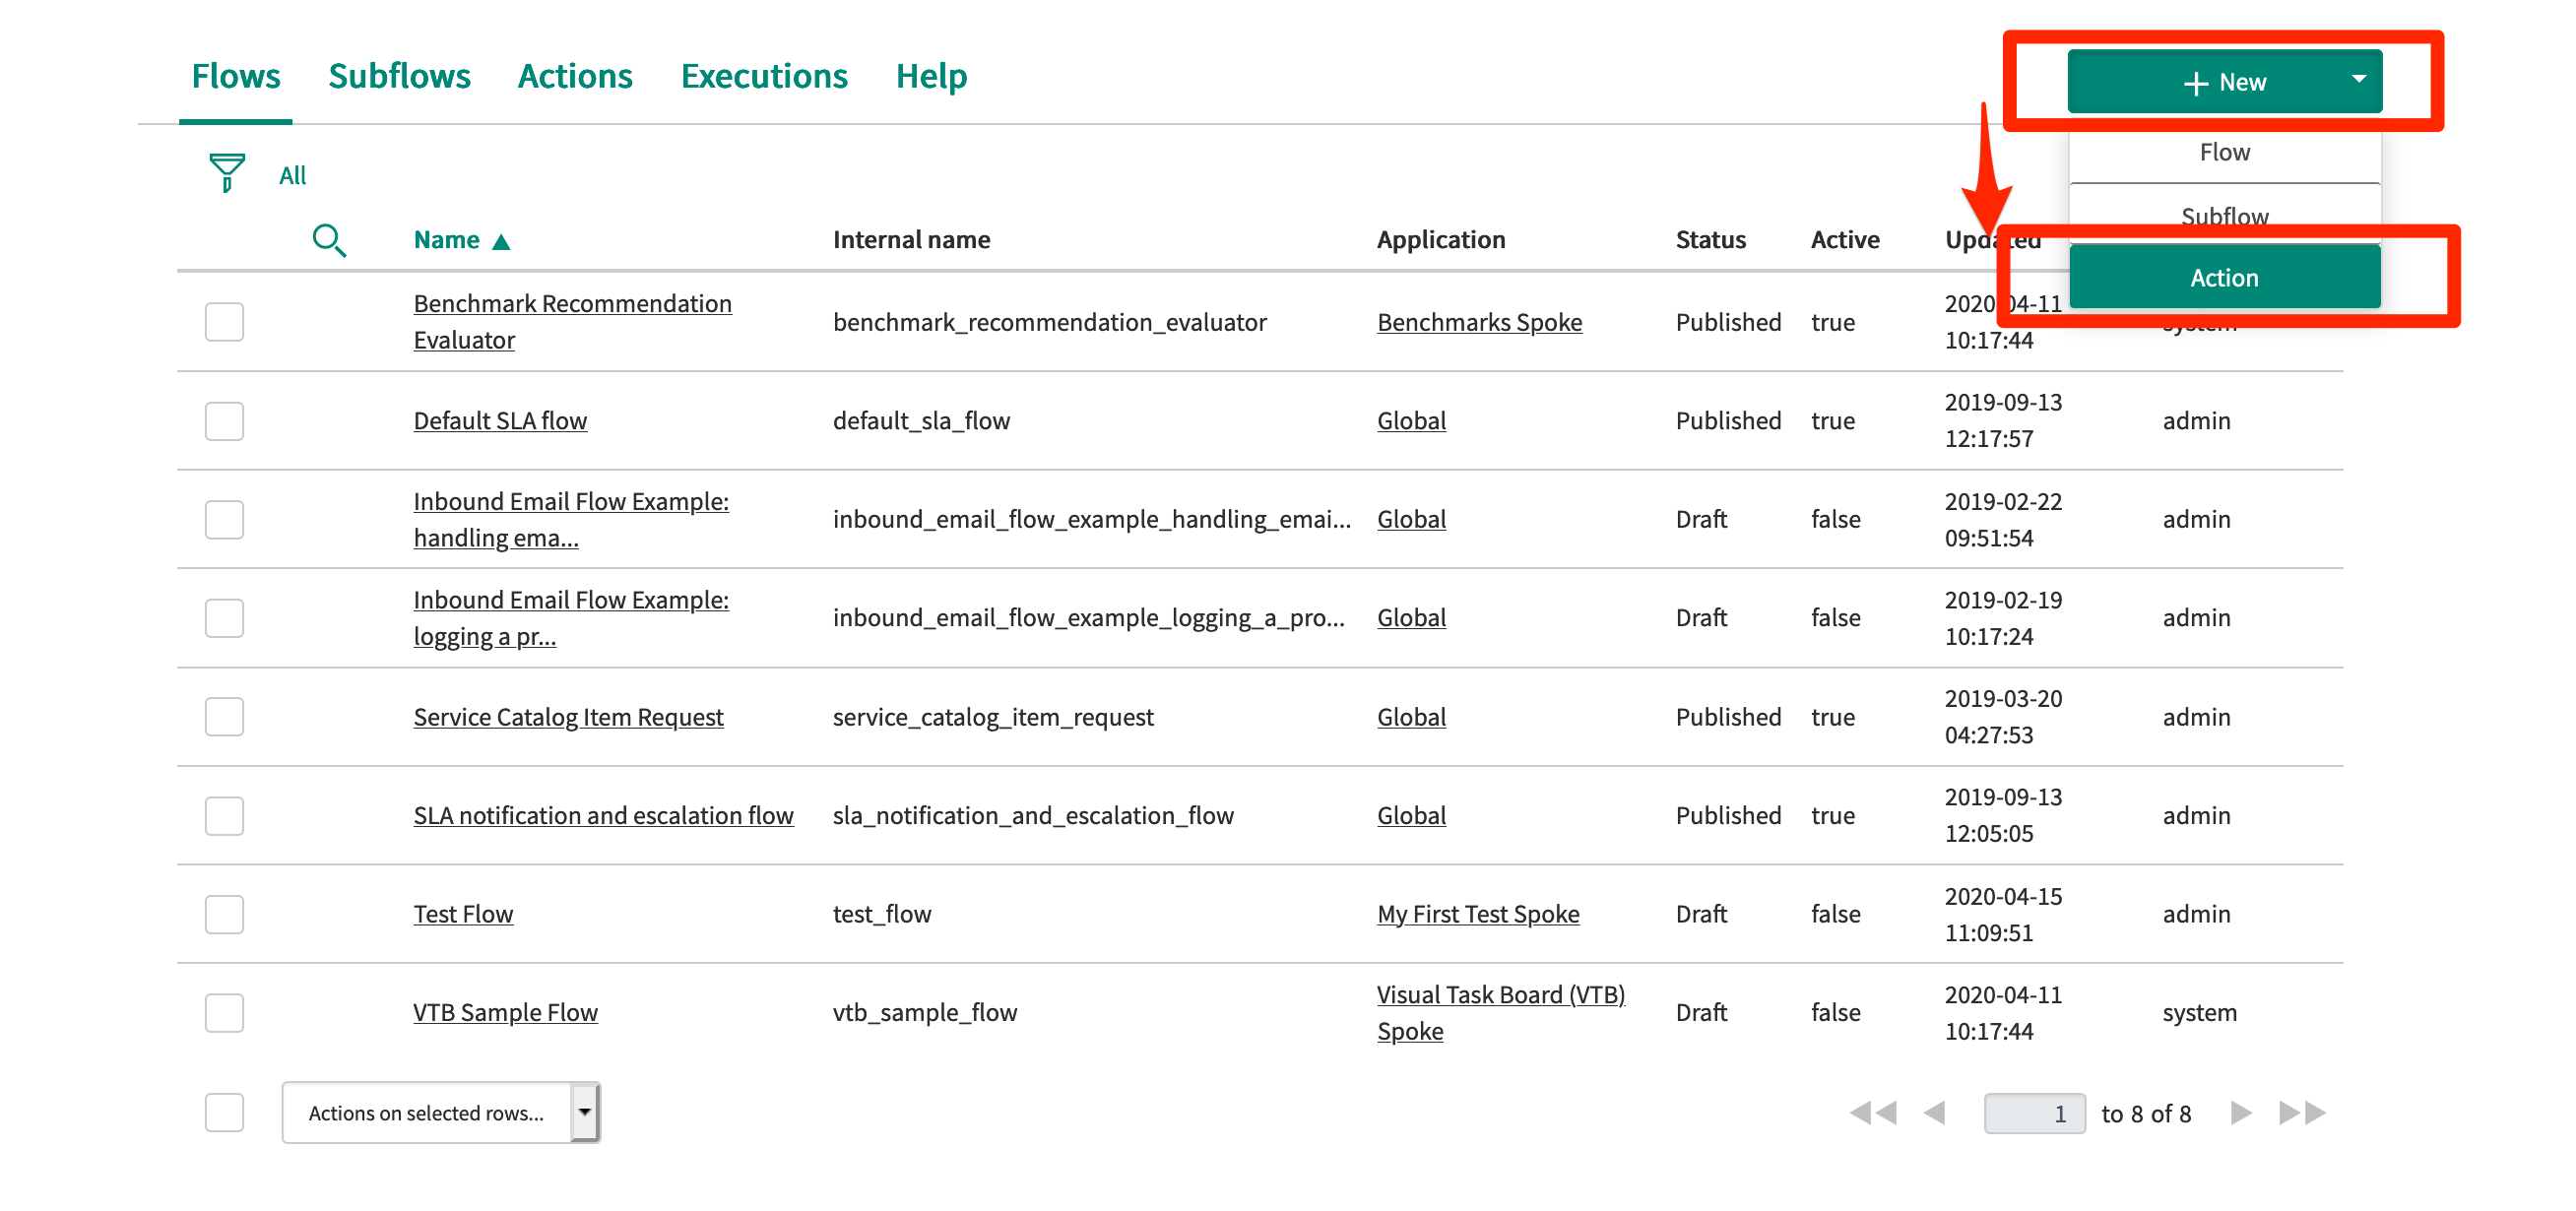 Flows Subflows Actions Executions Help
New
All
Flow
Subflow
Action
Name Internal name Application Status Active Updated
Benchmark Recommendation
Evaluator
benchmark_recommendation_evaluator Benchmarks Spoke Published true
2020-04-11
10:17:44
system
Default SLA flow default_sla_flow Global Published true
2019-09-13
12:17:57
admin
Inbound Email Flow Example:
handling ema...
inbound_email_flow_example_handling_emai... Global Draft false
2019-02-22
09:51:54
admin
Inbound Email Flow Example:
logging a pr...
inbound_email_flow_example_logging_a_pro... Global Draft false
2019-02-19
10:17:24
admin
Service Catalog Item Request service_catalog_item_request Global Published true
2019-03-20
04:27:53
admin
SLA notification and escalation flow sla_notification_and_escalation_flow Global Published true
2019-09-13
12:05:05
admin
Test Flow test_flow My First Test Spoke Draft false
2020-04-15
11:09:51
admin
VTB Sample Flow vtb_sample_flow
Visual Task Board (VTB)
Spoke
Draft false
2020-04-11
10:17:44
system
Actions on selected rows...
1 to 8 of 8